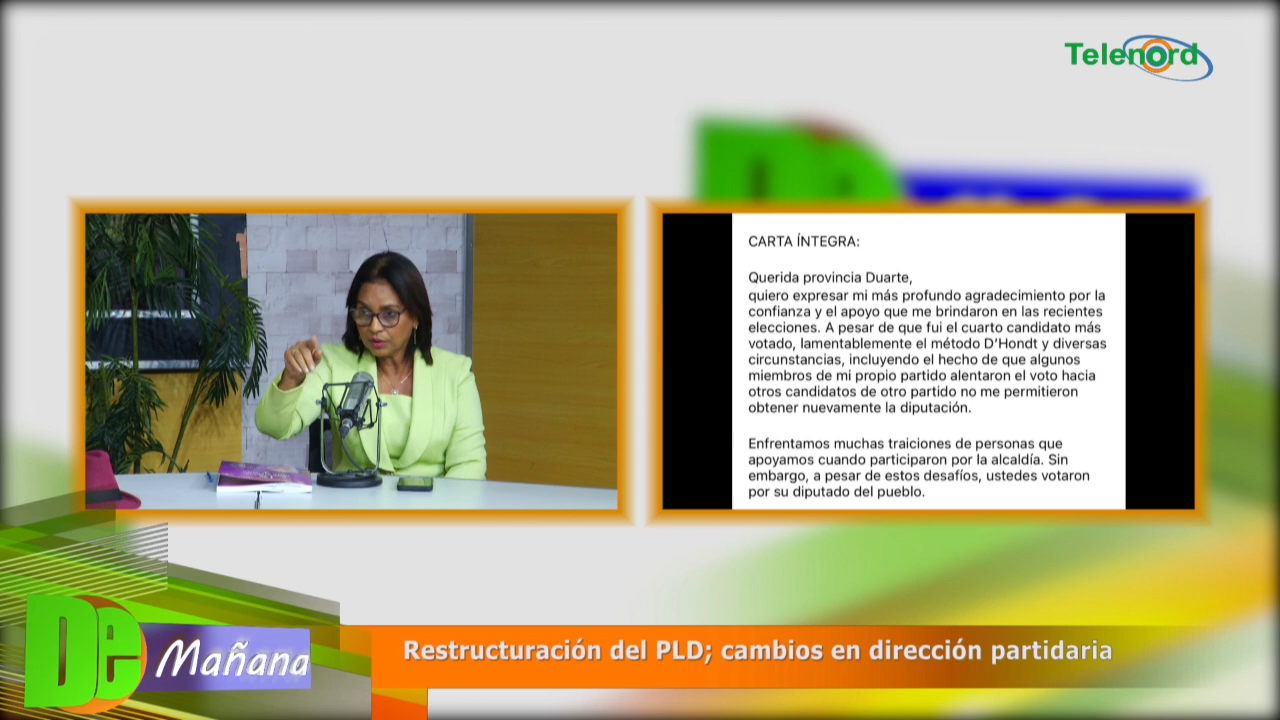 Telenord
CARTA ÍNTEGRA:
Querida provincia Duarte,
quiero expresar mi más profundo agradecimiento por la
confianza y el apoyo que me brindaron en las recientes
elecciones. A pesar de que fui el cuarto candidato más
votado, lamentablemente el método D’Hondt y diversas
circunstancias, incluyendo el hecho de que algunos
miembros de mi propio partido alentaron el voto hacia
otros candidatos de otro partido no me permitieron
obtener nuevamente la diputación.
Enfrentamos muchas traiciones de personas que
apoyamos cuando participaron por la alcaldía. Sin
embargo, a pesar de estos desafíos, ustedes votaron
por su diputado del pueblo.
De Mañana
Restructuración del PLD; cambios en dirección partidaria